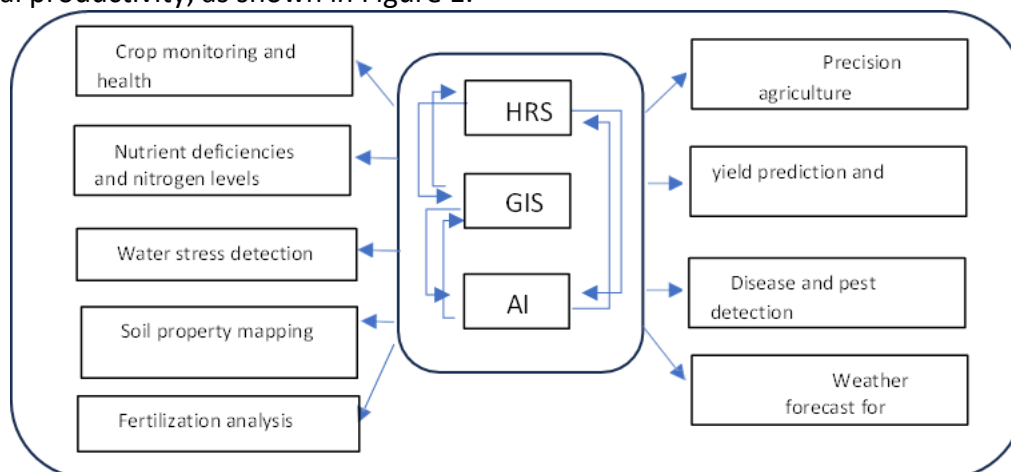 al productivity, as shown in Figure 1.
Crop monitoring and
health
Nutrient deficiencies
and nitrogen levels
Water stress detection
Soil property mapping
Fertilization analysis
HRS
GIS
AI
Precision
agriculture
yield prediction and
Disease and pest
detection
Weather
forecast for